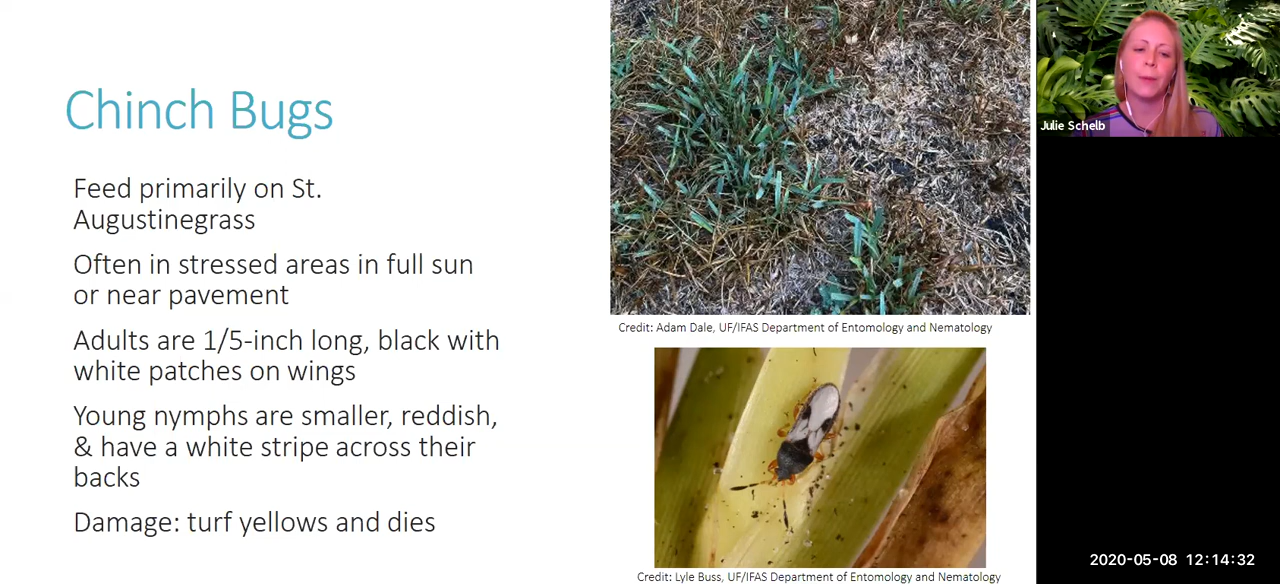 Chinch Bugs
Feed primarily on St.
Augustinegrass
Often in stressed areas in full sun
or near pavement
Adults are 1/5-inch long, black with
white patches on wings
Young nymphs are smaller, reddish,
& have a white stripe across their
backs
Damage: turf yellows and dies
Credit: Adam Dale, UF/IFAS Department of Entomology and Nematology
Credit: Lyle Buss, UF/IFAS Department of Entomology and Nematology
Julie Schelb
2020-05-08 12:14:32